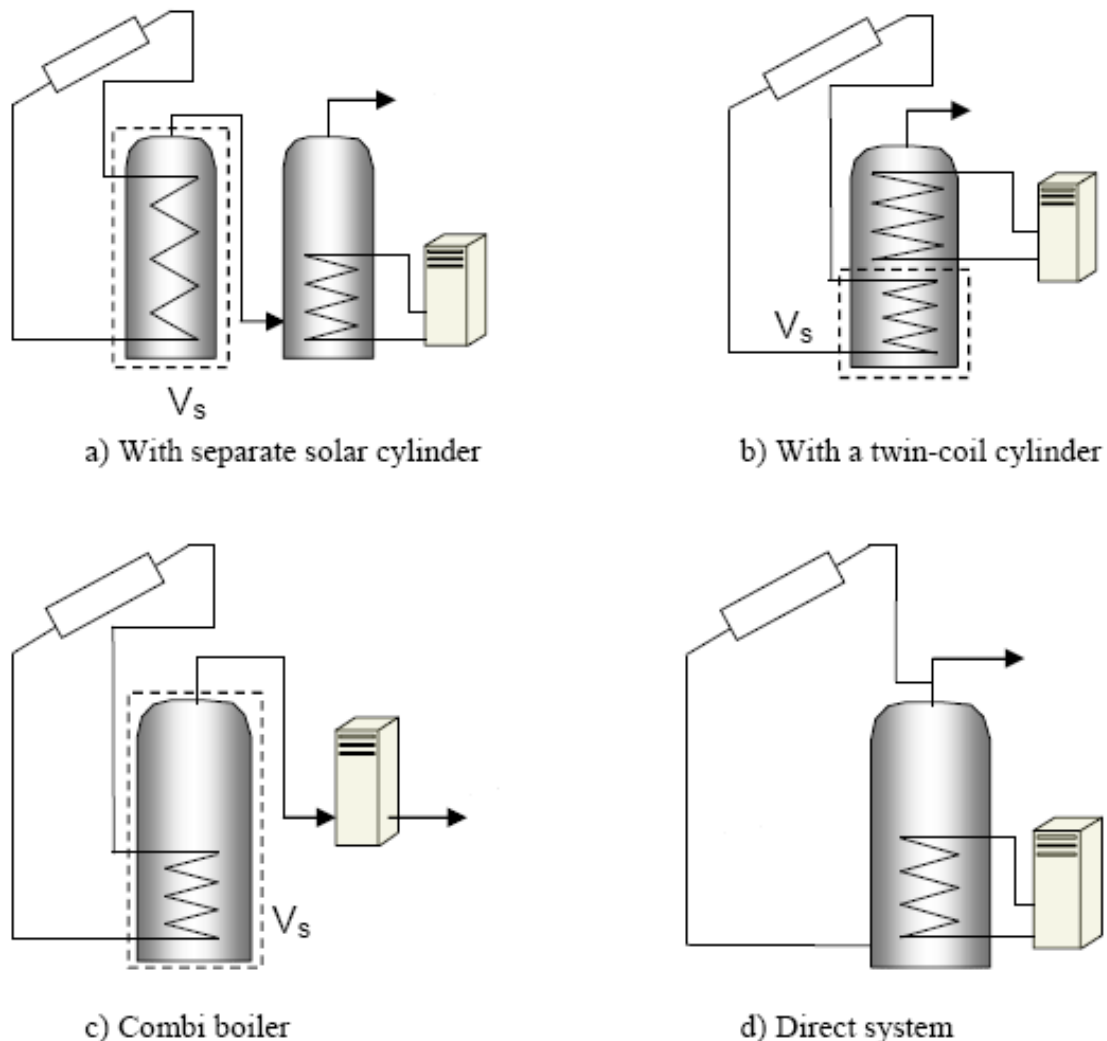 Vs
a) With separate solar cylinder
Vs
b) With a twin-coil cylinder
Vs
c) Combi boiler
d) Direct system